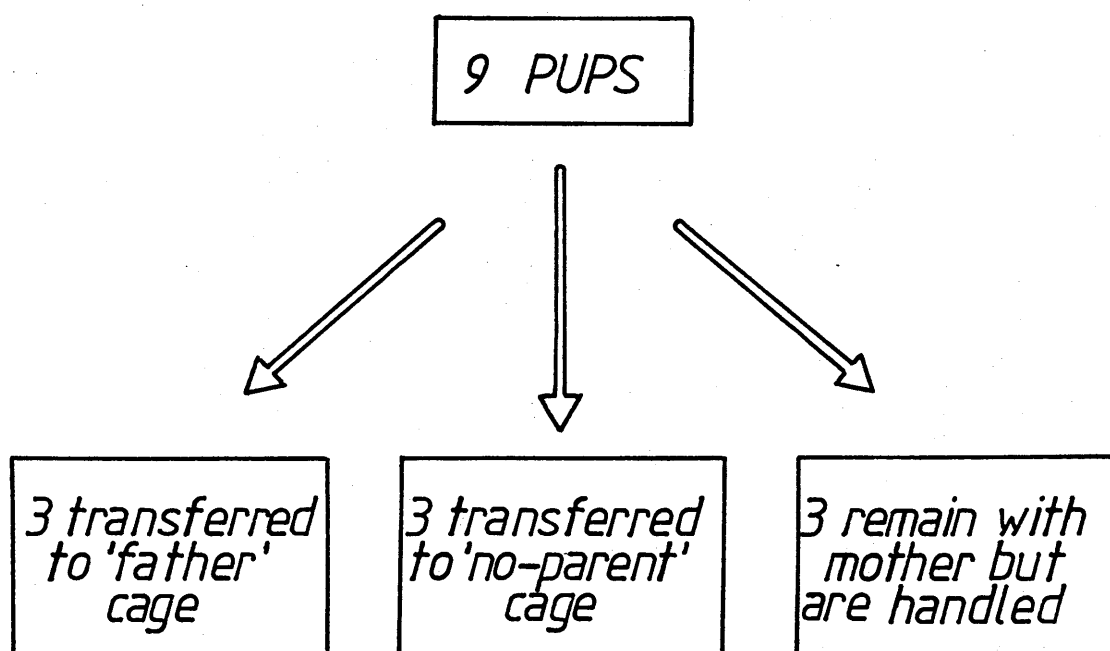 9 PUPS
3 transferred
to 'father'
cage
3 transferred
to 'no-parent'
cage
3 remain with
mother but
are handled